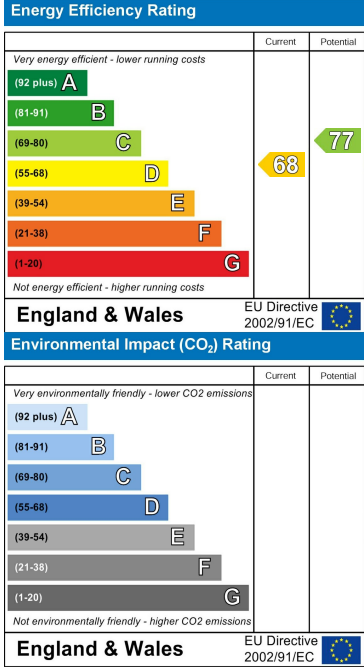 Energy Efficiency Rating
Current Potential
Very energy efficient - lower running costs
(92 plus) A
(81-91) B
(69-80) C
(55-68) D
(39-54) E
(21-38) F
(1-20) G
68
77
Not energy efficient - higher running costs
England & Wales
EU Directive
2002/91/EC
Environmental Impact (CO₂) Rating
Current Potential
Very environmentally friendly - lower CO2 emissions
(92 plus) A
(81-91) B
(69-80) C
(55-68) D
(39-54) E
(21-38) F
(1-20) G
Not environmentally friendly - higher CO2 emissions
England & Wales
EU Directive
2002/91/EC